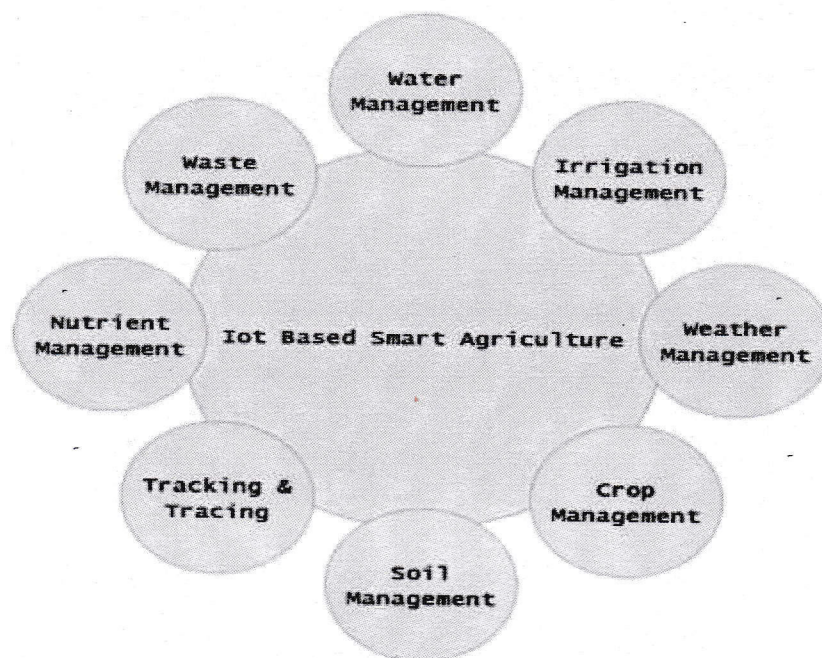 Water
Management
Irrigation
Management
Weather
Management
Crop
Management
Soil
Management
Tracking &
Tracing
Nutrient
Management
Waste
Management
Iot Based Smart Agriculture